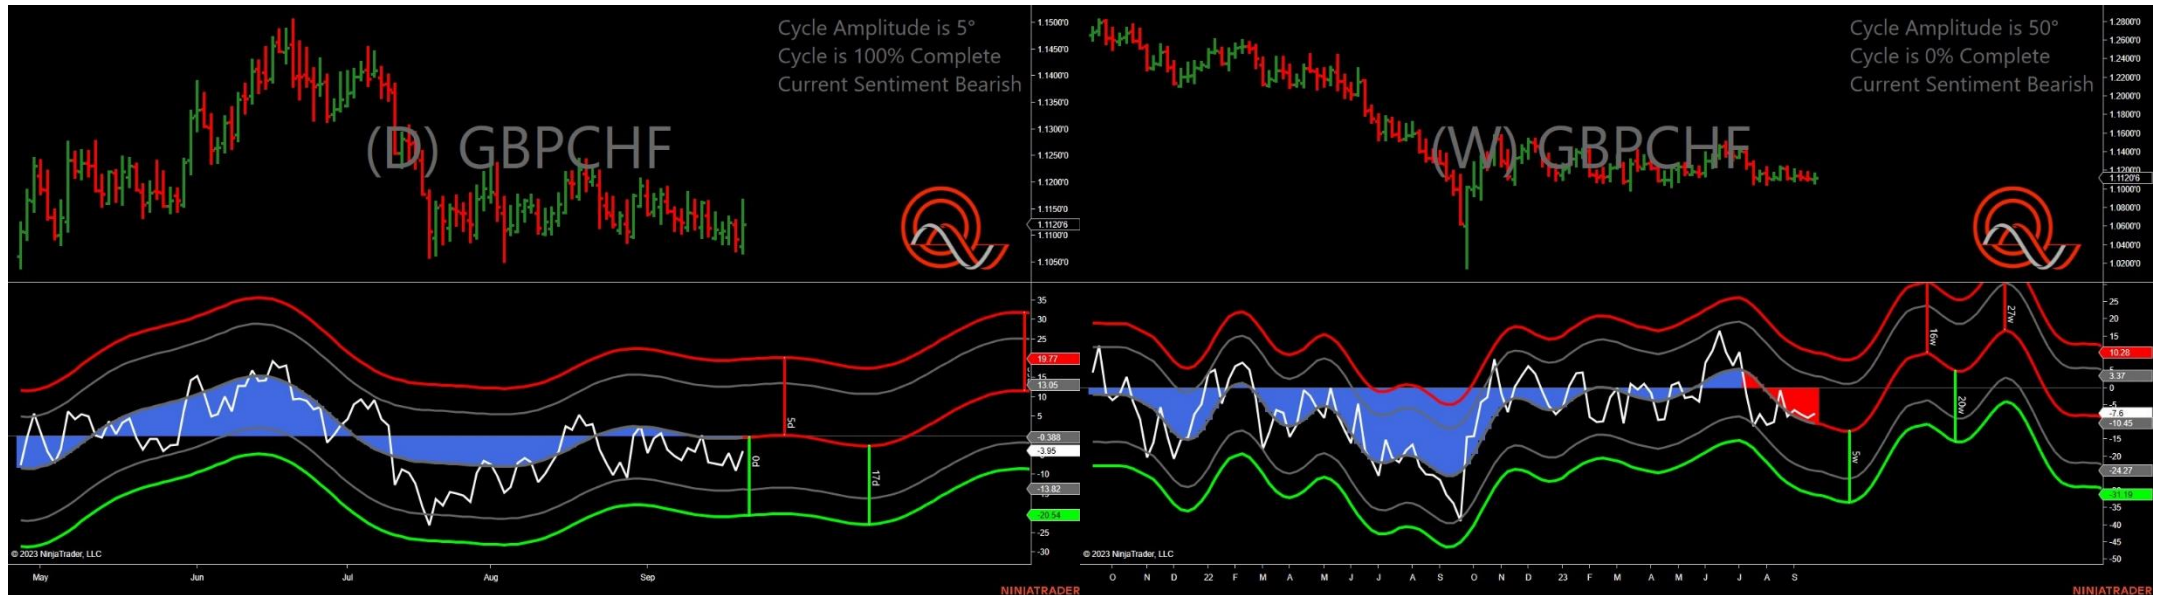 Cycle Amplitude is 5°
Cycle is 100% Complete
Current Sentiment Bearish
(D) GBPCHF
1.1500'0
1.1450'0
1.1400'0
1.1350'0
1.1300'0
1.1250'0
1.1200'0
1.1150'0
1.1120'6
1.1100'0
1.1050'0
35
30
25
19.77
15
13.05
10
5
-0.388
-3.95
-10
-13.82
-20.54
-25
-30
5d
0d
17d
© 2023 NinjaTrader, LLC
May Jun Jul Aug Sep
NINJATRADER
Cycle Amplitude is 50°
Cycle is 0% Complete
Current Sentiment Bearish
(W) GBPCHF
1.2800'0
1.2600'0
1.2400'0
1.2200'0
1.2000'0
1.1800'0
1.1600'0
1.1400'0
1.1200'0
1.1120'6
1.1000'0
1.0800'0
1.0600'0
1.0400'0
1.0200'0
25
20
15
10.28
3.37
0
-5
-7.6
-10.45
-15
-20
-24.27
-31.19
-35
-40
-45
-50
16w
27w
5w
20w
© 2023 NinjaTrader, LLC
O N D 22 F M A M J J A S O N D 23 F M A M J J A S
NINJATRADER